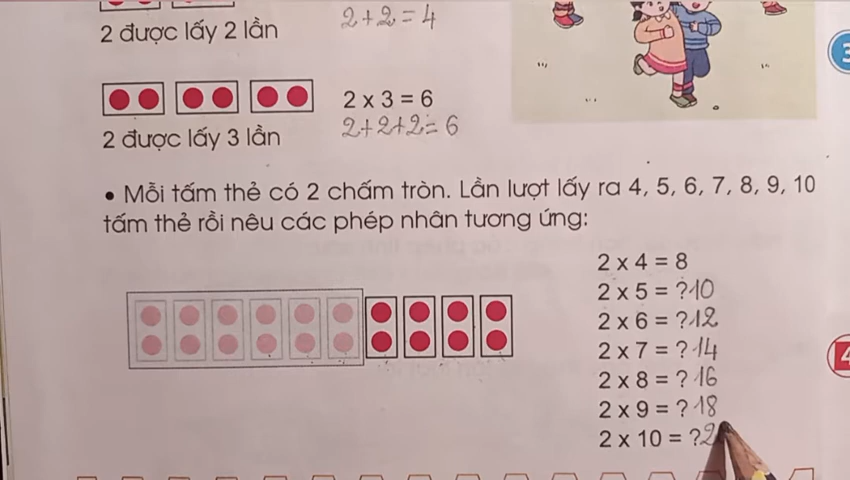 2 được lấy 2 lần
2+2=4
2 x 3 = 6
2+2+2=6
2 được lấy 3 lần
• Mỗi tấm thẻ có 2 chấm tròn. Lần lượt lấy ra 4, 5, 6, 7, 8, 9, 10
tấm thẻ rồi nêu các phép nhân tương ứng:
2 x 4 = 8
2 x 5 = ? 10
2 x 6 = ? 12
2 x 7 = ? 14
2 x 8 = ? 16
2 x 9 = ? 18
2 x 10 = ? 2
3
4